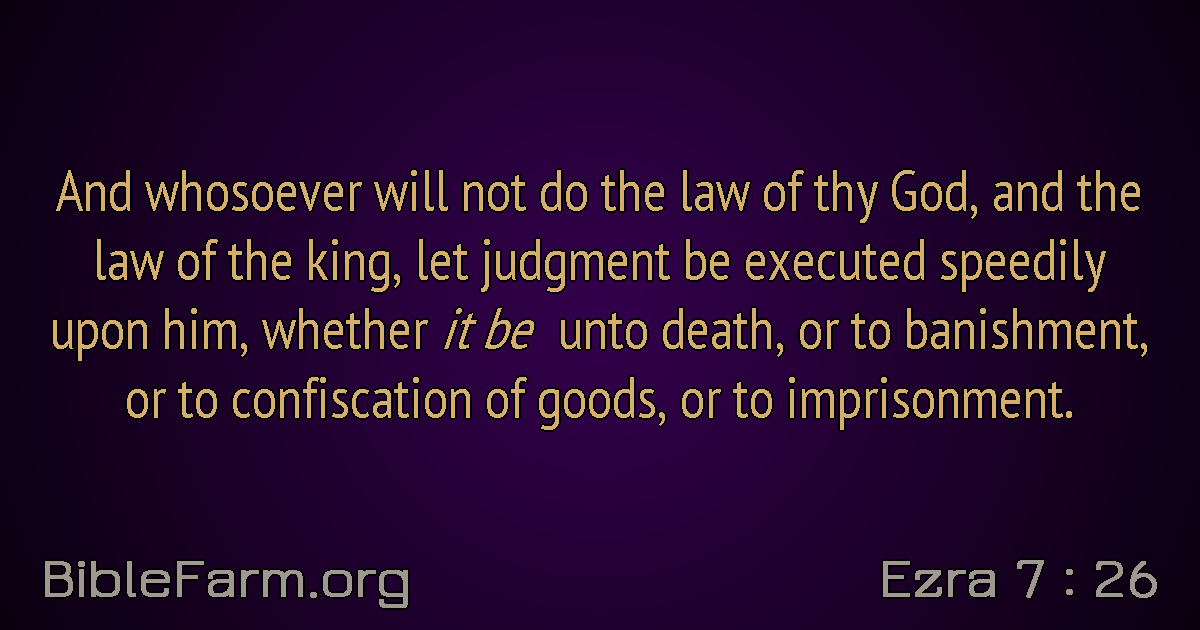 And whosoever will not do the law of thy God, and the
law of the king, let judgment be executed speedily
upon him, whether it be unto death, or to banishment,
or to confiscation of goods, or to imprisonment.
BibleFarm.org
Ezra 7 : 26